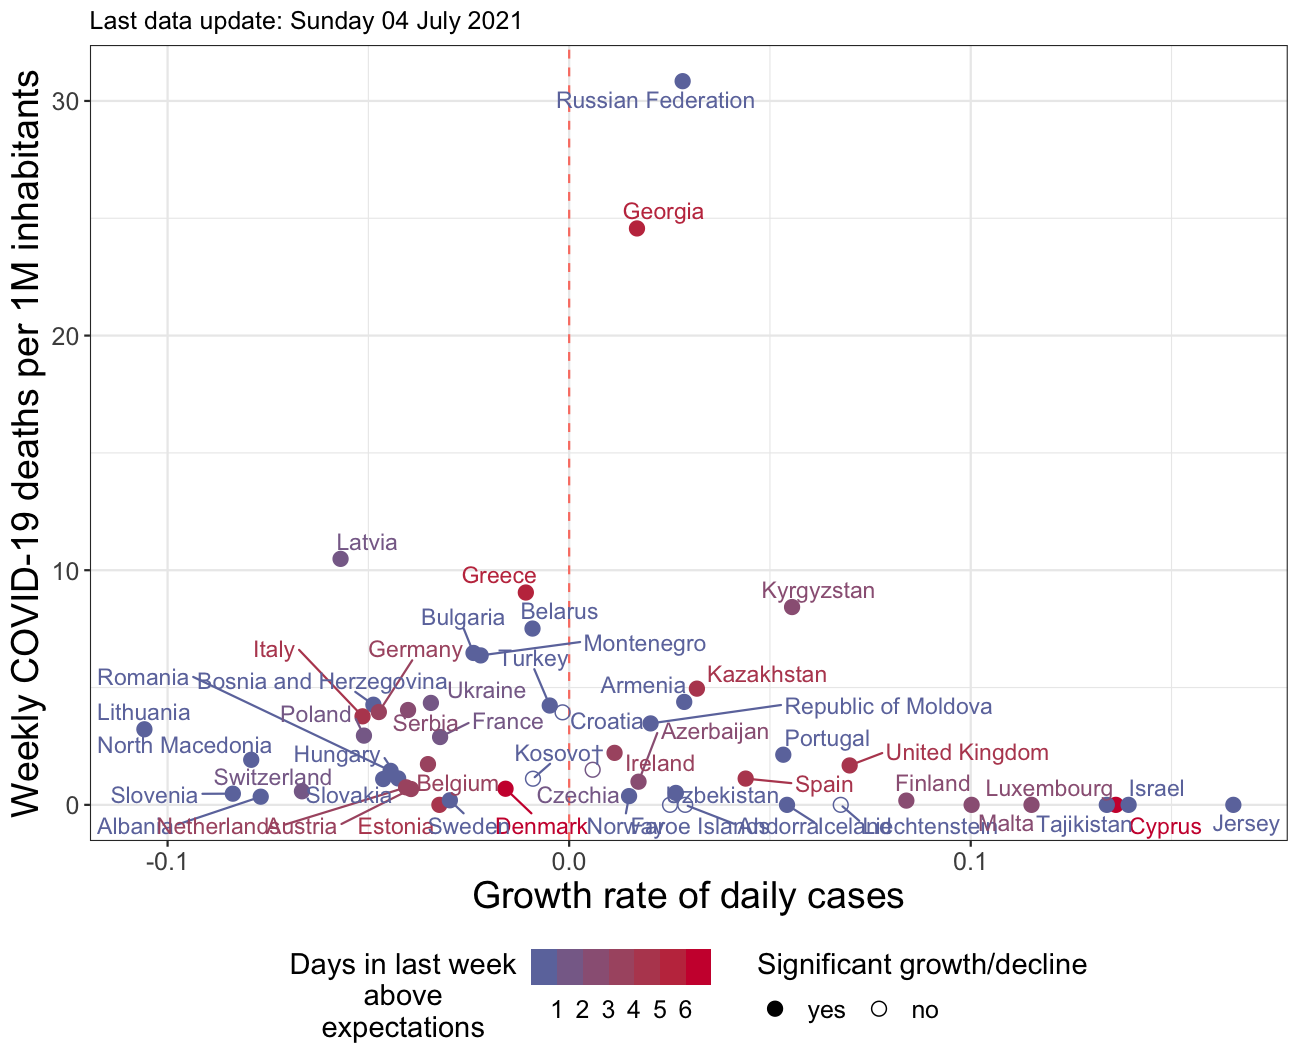 Last data update: Sunday 04 July 2021
Weekly COVID-19 deaths per 1M inhabitants
30
20
10
0
Russian Federation
Georgia
Latvia
Greece
Kyrgyzstan
Bulgaria
Belarus
Montenegro
Italy
Germany
Turkey
Romania
Bosnia and Herzegovina
Kazakhstan
Armenia
Ukraine
Lithuania
Poland
Serbia
France
Croatia
Republic of Moldova
Azerbaijan
North Macedonia
Portugal
Hungary
Kosovo†
United Kingdom
Ireland
Switzerland
Belgium
Spain
Finland
Slovenia
Slovakia
Czechia
Uzbekistan
Luxembourg
Israel
Albania
Netherlands
Austria
Estonia
Sweden
Denmark
Norway
Faroe Islands
Andorra
Iceland
Liechtenstein
Malta
Tajikistan
Cyprus
Jersey
-0.1
0.0
0.1
Growth rate of daily cases
Days in last week
above
expectations
1 2 3 4 5 6
Significant growth/decline
yes
no